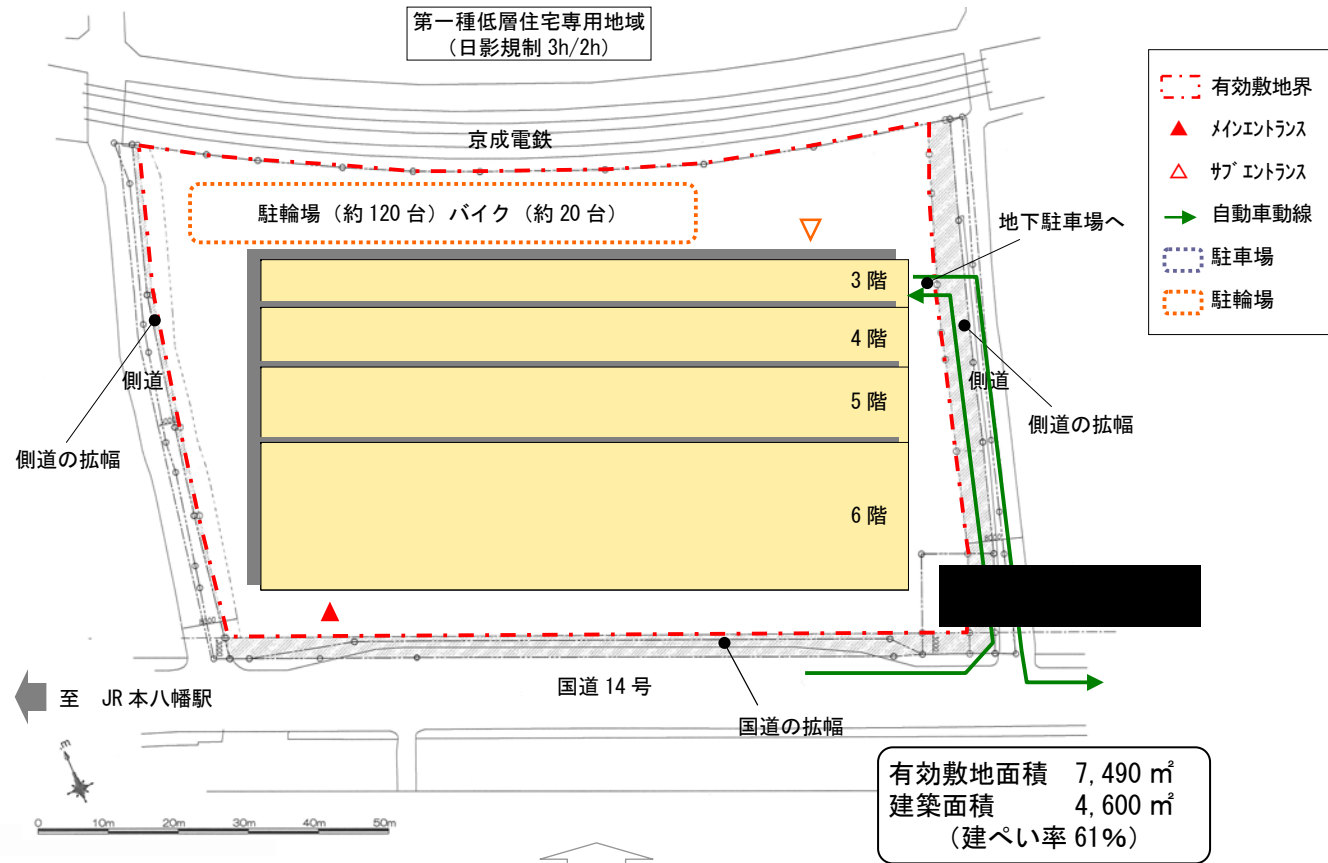 第一種低層住宅専用地域
(日影規制 3h/2h)
京成電鉄
有効敷地界
メインエントランス
サブエントランス
自動車動線
駐車場
駐輪場
駐輪場（約120台）バイク（約20台）
地下駐車場へ
3階
4階
5階
6階
側道
側道
側道の拡幅
側道の拡幅
至 JR本八幡駅
国道14号
国道の拡幅
有効敷地面積 7,490㎡
建築面積 4,600㎡
（建ぺい率61%）
0 10m 20m 30m 40m 50m